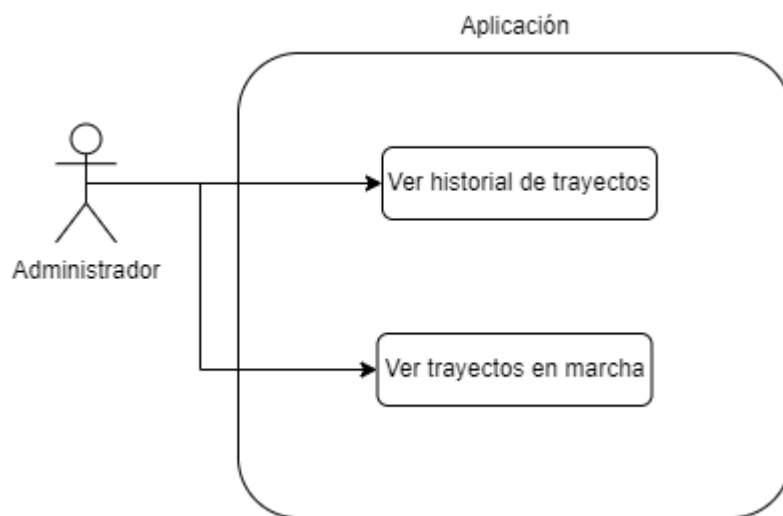 Aplicación
Ver historial de trayectos
Administrador
Ver trayectos en marcha